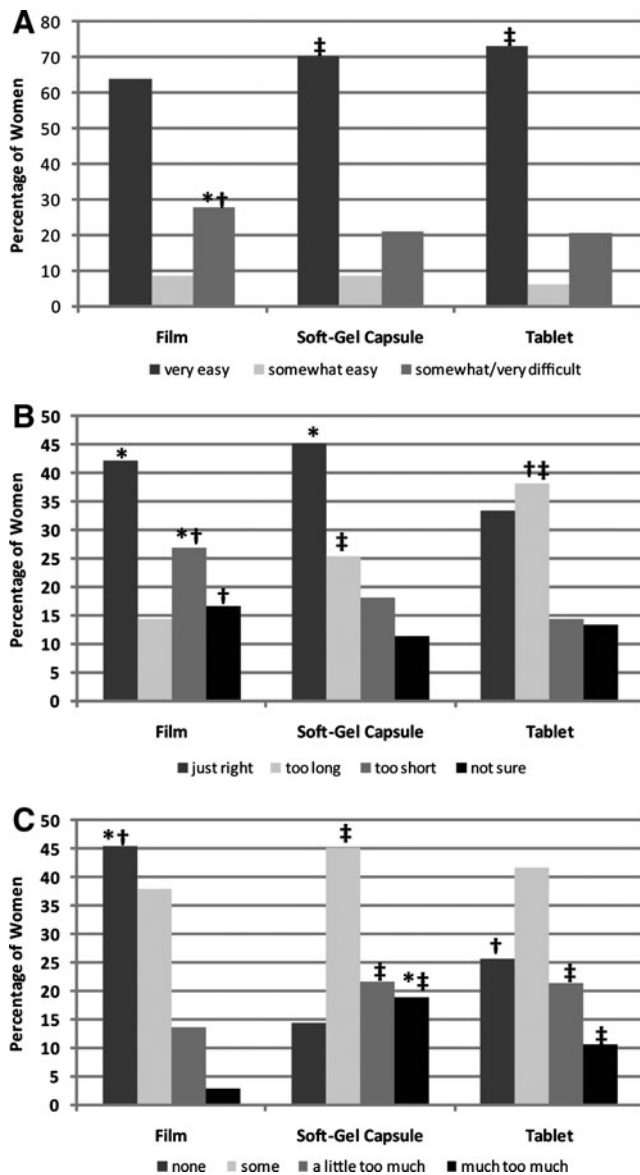 A
Percentage of Women
80
70
60
50
40
30
20
10
0
‡
‡
*†
Film
Soft-Gel Capsule
Tablet
very easy
somewhat easy
somewhat/very difficult
B
Percentage of Women
50
45
40
35
30
25
20
15
10
5
0
*
*†
†
*
‡
†‡
Film
Soft-Gel Capsule
Tablet
just right
too long
too short
not sure
C
Percentage of Women
50
45
40
35
30
25
20
15
10
5
0
*†
‡
‡
*‡
†
‡
‡
Film
Soft-Gel Capsule
Tablet
none
some
a little too much
much too much